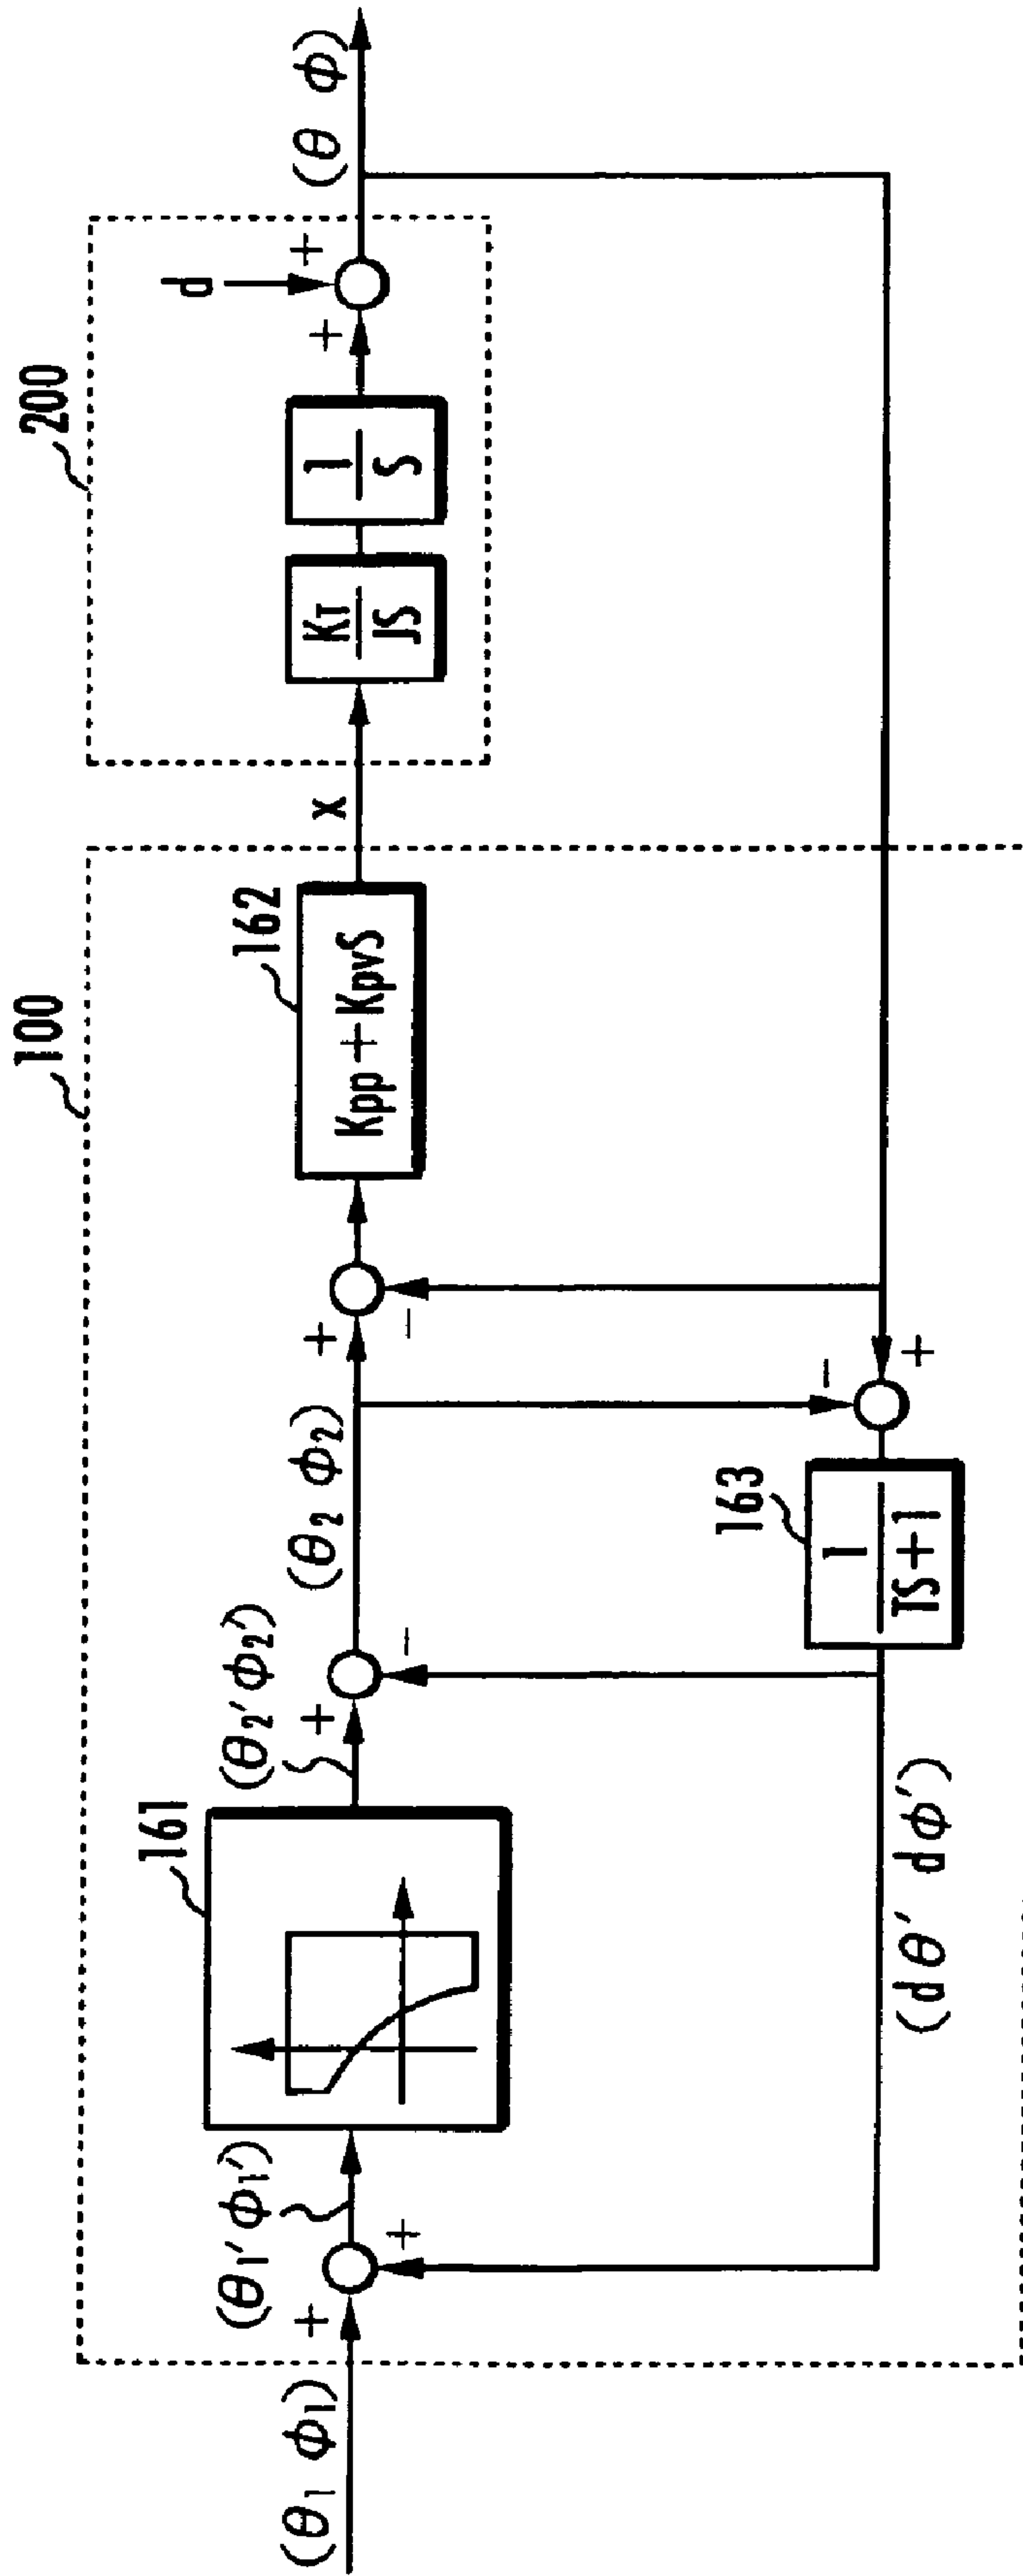 100
200
(θ₁ ϕ₁)
+
+
(θ₁′ ϕ₁′)
161
(θ₂′ ϕ₂′)
+
−
(θ₂ ϕ₂)
+
−
162
Kpp + KpvS
x
KT
JS
1
S
d
+
+
(θ ϕ)
−
+
163
1
TS + 1
(dθ′ dϕ′)